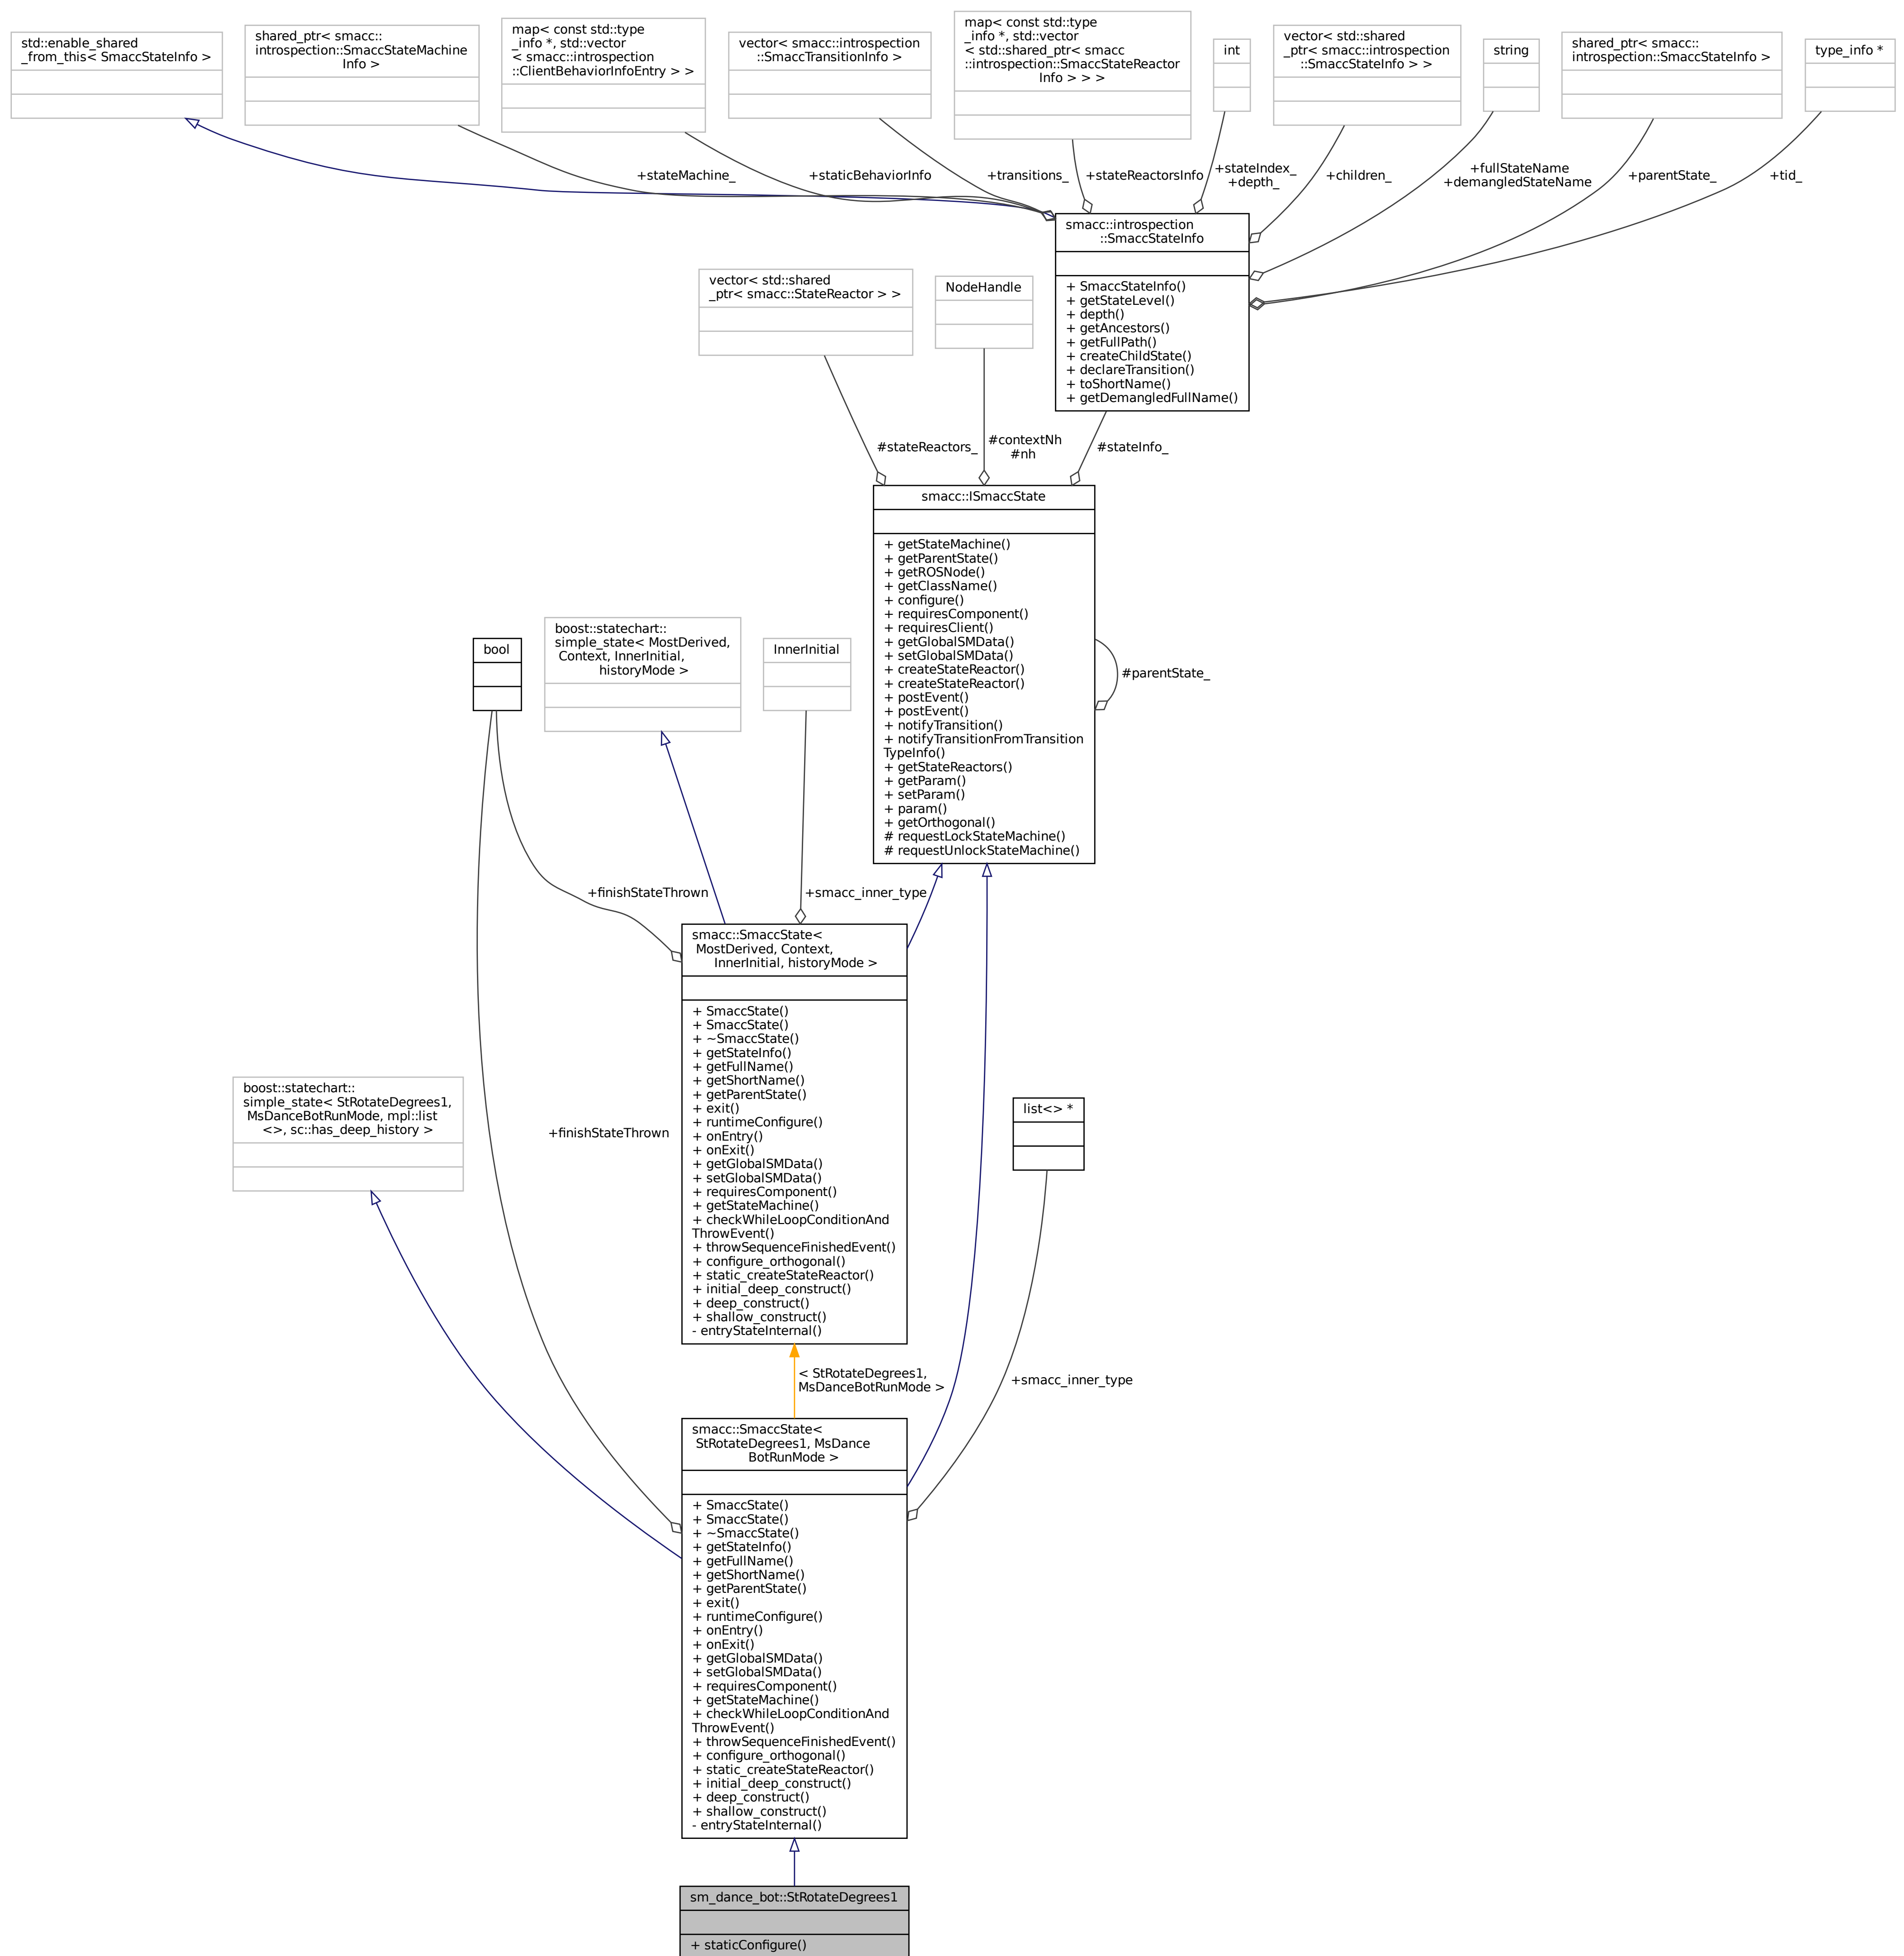 std::enable_shared
_from_this< SmaccStateInfo >
shared_ptr< smacc::
introspection::SmaccStateMachine
Info >
map< const std::type
_info *, std::vector
< smacc::introspection
::ClientBehaviorInfoEntry > >
vector< smacc::introspection
::SmaccTransitionInfo >
map< const std::type
_info *, std::vector
< std::shared_ptr< smacc
::introspection::SmaccStateReactor
Info > > >
int
vector< std::shared
_ptr< smacc::introspection
::SmaccStateInfo > >
string
shared_ptr< smacc::
introspection::SmaccStateInfo >
type_info *
+stateMachine_
+staticBehaviorInfo
+transitions_
+stateReactorsInfo
+stateIndex_
+depth_
+children_
+fullStateName
+demangledStateName
+parentState_
+tid_
smacc::introspection
::SmaccStateInfo
+ SmaccStateInfo()
+ getStateLevel()
+ depth()
+ getAncestors()
+ getFullPath()
+ createChildState()
+ declareTransition()
+ toShortName()
+ getDemangledFullName()
vector< std::shared
_ptr< smacc::StateReactor > >
NodeHandle
#stateReactors_
#contextNh
#nh
#stateInfo_
smacc::ISmaccState
+ getStateMachine()
+ getParentState()
+ getROSNode()
+ getClassName()
+ configure()
+ requiresComponent()
+ requiresClient()
+ getGlobalSMData()
+ setGlobalSMData()
+ createStateReactor()
+ createStateReactor()
+ postEvent()
+ postEvent()
+ notifyTransition()
+ notifyTransitionFromTransition
TypeInfo()
+ getStateReactors()
+ getParam()
+ setParam()
+ param()
+ getOrthogonal()
# requestLockStateMachine()
# requestUnlockStateMachine()
#parentState_
bool
boost::statechart::
simple_state< MostDerived,
Context, InnerInitial,
historyMode >
InnerInitial
+finishStateThrown
+smacc_inner_type
smacc::SmaccState<
MostDerived, Context,
InnerInitial, historyMode >
+ SmaccState()
+ SmaccState()
+ ~SmaccState()
+ getStateInfo()
+ getFullName()
+ getShortName()
+ getParentState()
+ exit()
+ runtimeConfigure()
+ onEntry()
+ onExit()
+ getGlobalSMData()
+ setGlobalSMData()
+ requiresComponent()
+ getStateMachine()
+ checkWhileLoopConditionAnd
ThrowEvent()
+ throwSequenceFinishedEvent()
+ configure_orthogonal()
+ static_createStateReactor()
+ initial_deep_construct()
+ deep_construct()
+ shallow_construct()
- entryStateInternal()
boost::statechart::
simple_state< StRotateDegrees1,
MsDanceBotRunMode, mpl::list
<>, sc::has_deep_history >
+finishStateThrown
list<> *
< StRotateDegrees1,
MsDanceBotRunMode >
+smacc_inner_type
smacc::SmaccState<
StRotateDegrees1, MsDance
BotRunMode >
+ SmaccState()
+ SmaccState()
+ ~SmaccState()
+ getStateInfo()
+ getFullName()
+ getShortName()
+ getParentState()
+ exit()
+ runtimeConfigure()
+ onEntry()
+ onExit()
+ getGlobalSMData()
+ setGlobalSMData()
+ requiresComponent()
+ getStateMachine()
+ checkWhileLoopConditionAnd
ThrowEvent()
+ throwSequenceFinishedEvent()
+ configure_orthogonal()
+ static_createStateReactor()
+ initial_deep_construct()
+ deep_construct()
+ shallow_construct()
- entryStateInternal()
sm_dance_bot::StRotateDegrees1
+ staticConfigure()